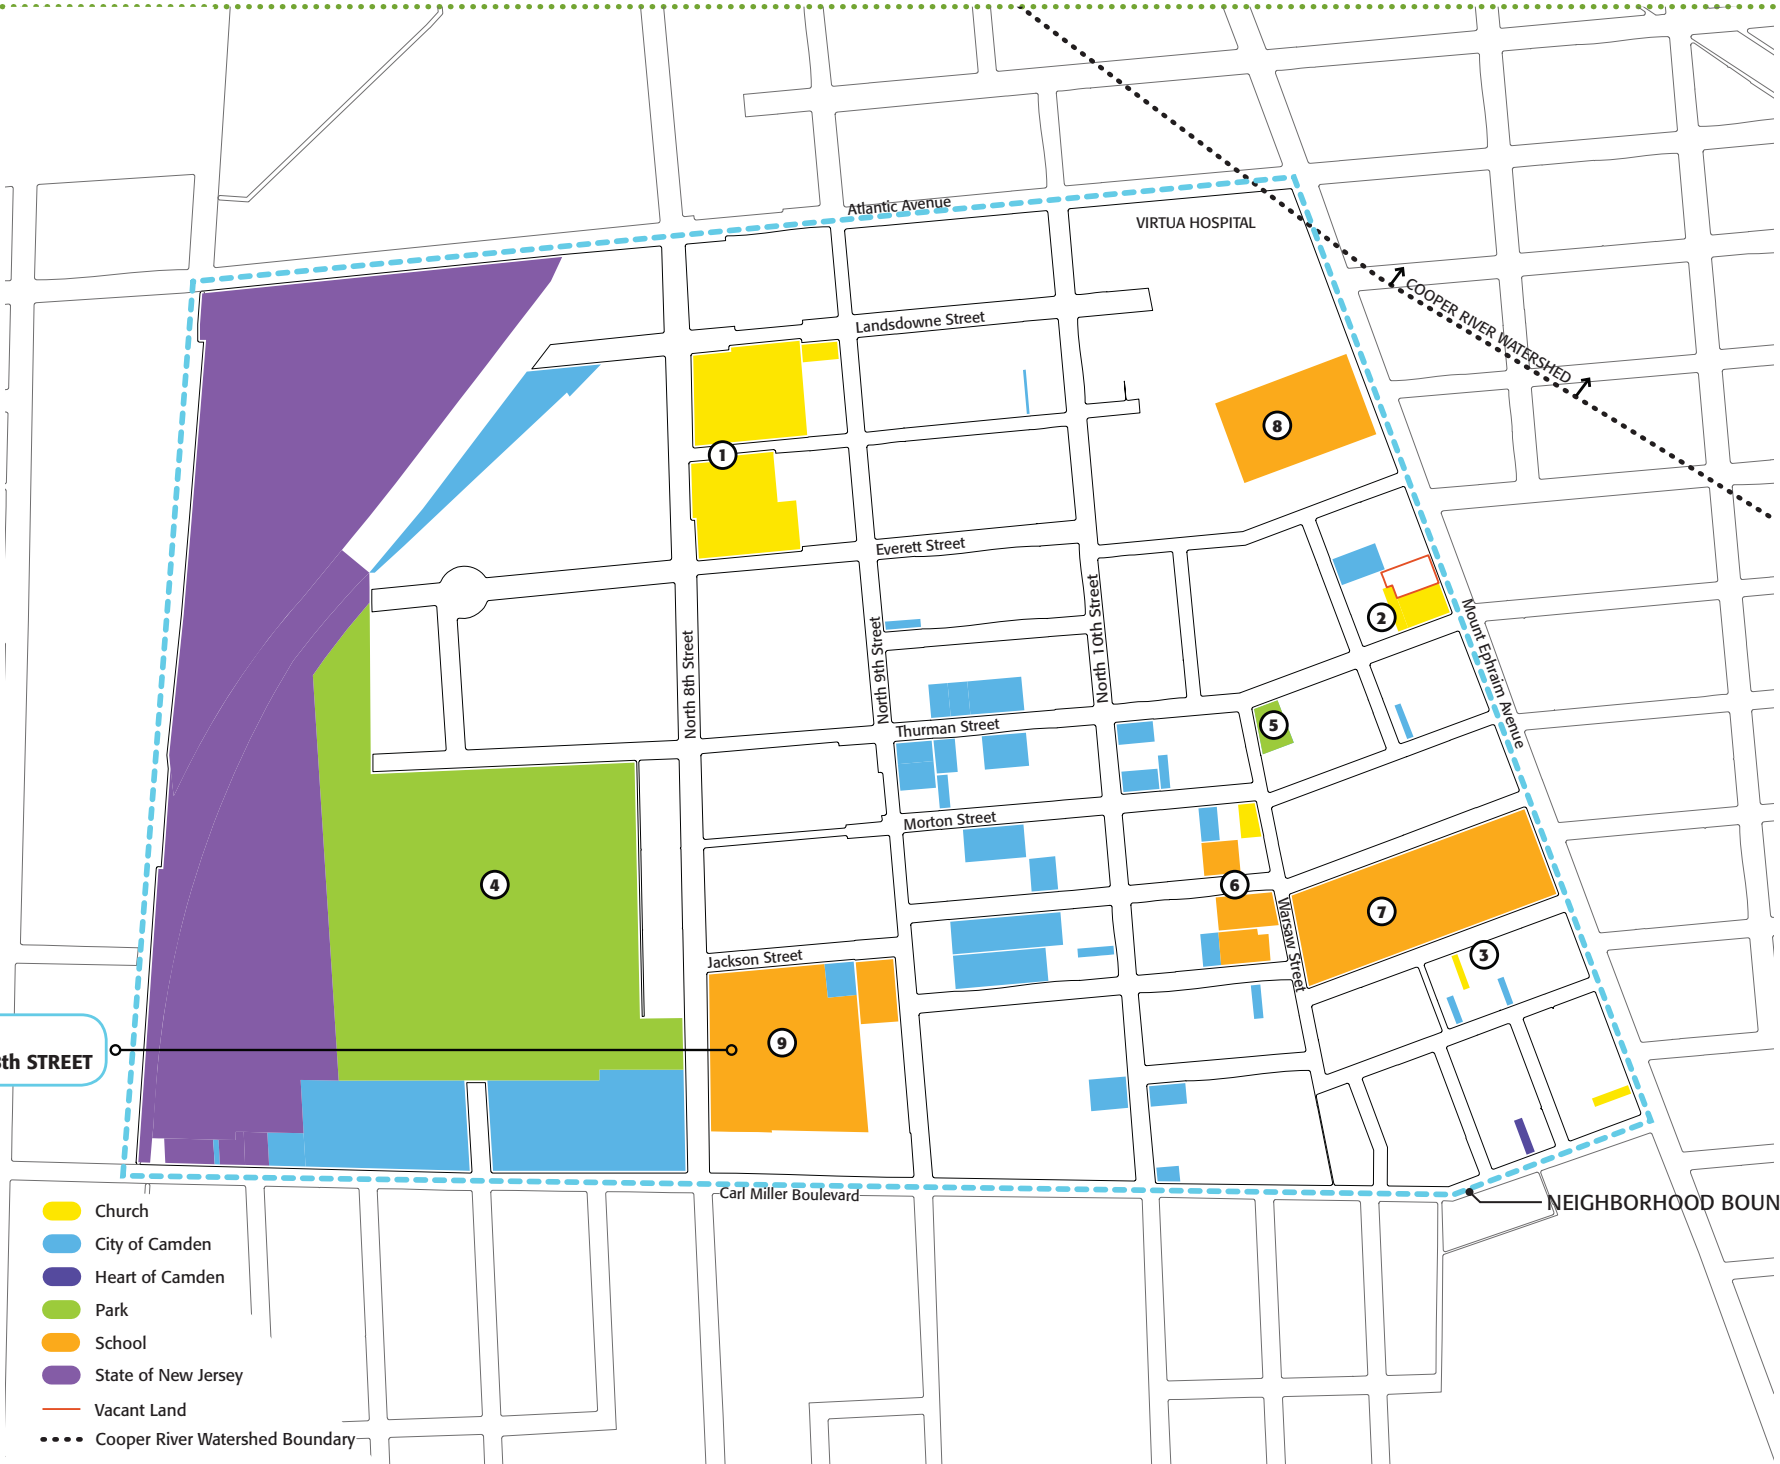 Atlantic Avenue
VIRTUA HOSPITAL
COOPER RIVER WATERSHED
Landsdowne Street
1
8
Everett Street
2
North 8th Street
North 9th Street
North 10th Street
Mount Ephraim Avenue
Thurman Street
5
Morton Street
4
6
7
Warsaw Street
3
Jackson Street
9
8th STREET
Carl Miller Boulevard
NEIGHBORHOOD BOUN
Church
City of Camden
Heart of Camden
Park
School
State of New Jersey
Vacant Land
Cooper River Watershed Boundary